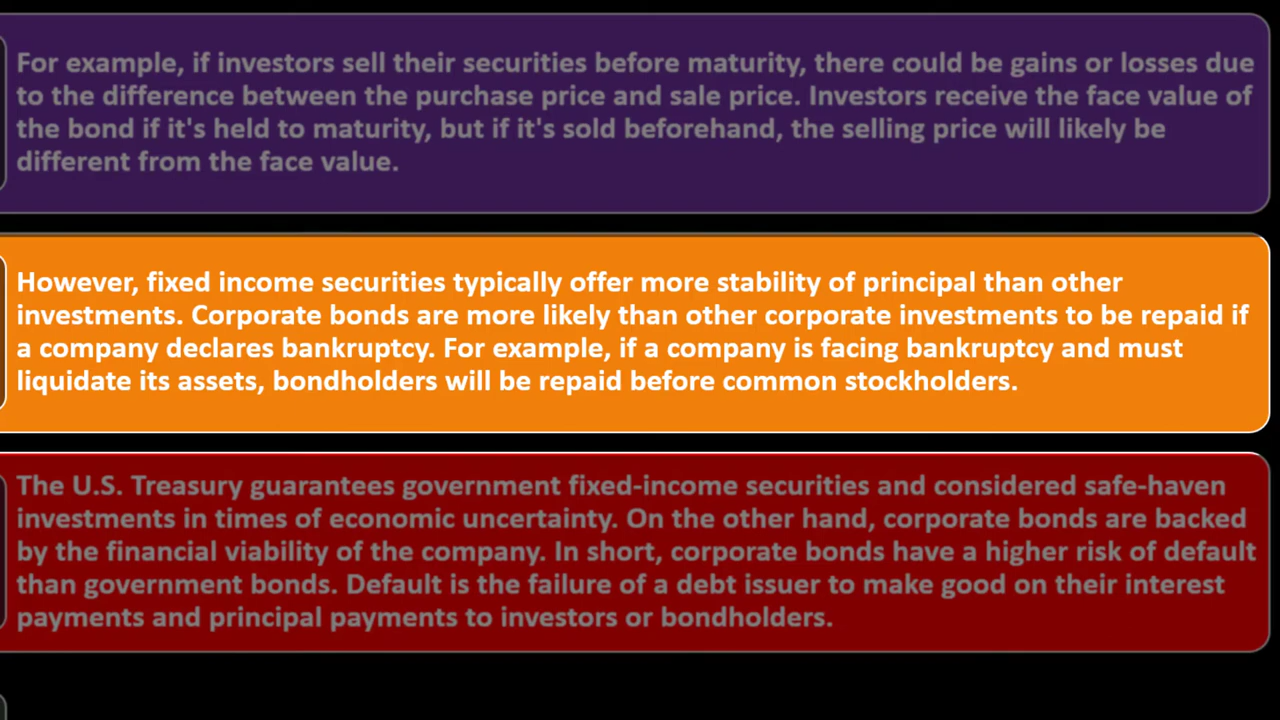 For example, if investors sell their securities before maturity, there could be gains or losses due
to the difference between the purchase price and sale price. Investors receive the face value of
the bond if it's held to maturity, but if it's sold beforehand, the selling price will likely be
different from the face value.
However, fixed income securities typically offer more stability of principal than other
investments. Corporate bonds are more likely than other corporate investments to be repaid if
a company declares bankruptcy. For example, if a company is facing bankruptcy and must
liquidate its assets, bondholders will be repaid before common stockholders.
The U.S. Treasury guarantees government fixed-income securities and considered safe-haven
investments in times of economic uncertainty. On the other hand, corporate bonds are backed
by the financial viability of the company. In short, corporate bonds have a higher risk of default
than government bonds. Default is the failure of a debt issuer to make good on their interest
payments and principal payments to investors or bondholders.